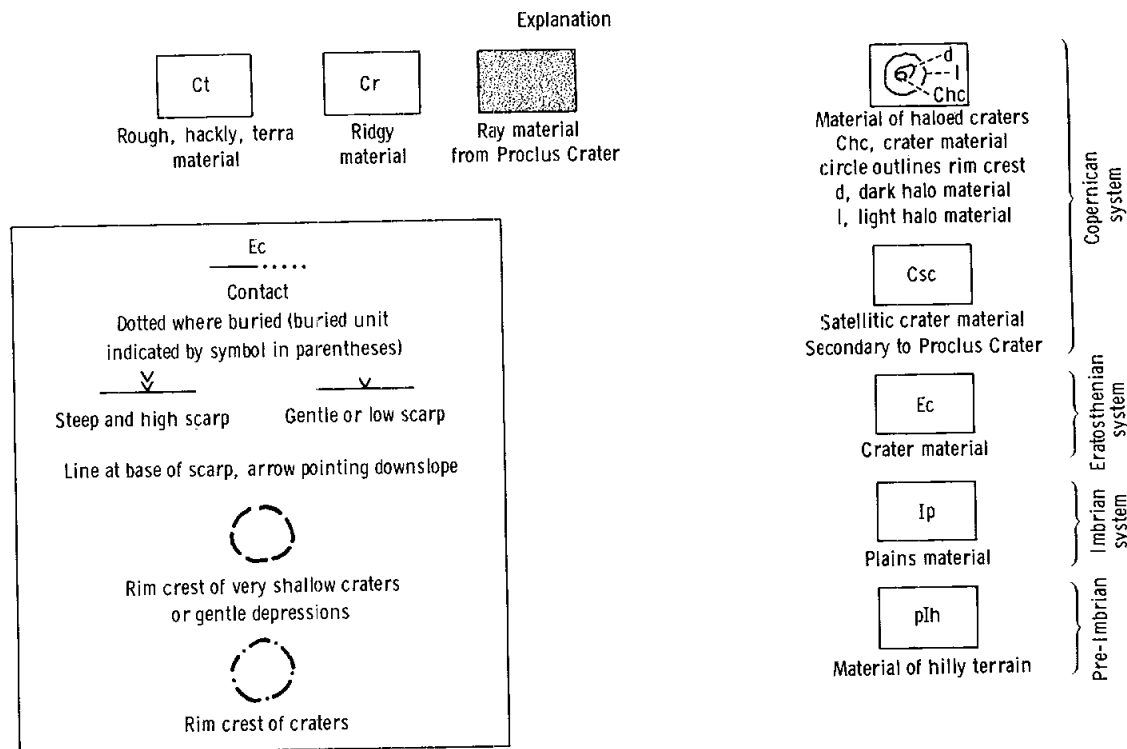 Explanation
Ct
Rough, hackly, terra
material
Cr
Ridgy
material
Ray material
from Proclus Crater
d
l
Chc
Material of haloed craters
Chc, crater material
circle outlines rim crest
d, dark halo material
l, light halo material
Csc
Satellitic crater material
Secondary to Proclus Crater
Copernican
system
Ec
Crater material
Eratosthenian
system
Ip
Plains material
Imbrian
system
pIh
Material of hilly terrain
Pre-Imbrian
Ec
Contact
Dotted where buried (buried unit
indicated by symbol in parentheses)
Steep and high scarp
Gentle or low scarp
Line at base of scarp, arrow pointing downslope
Rim crest of very shallow craters
or gentle depressions
Rim crest of craters